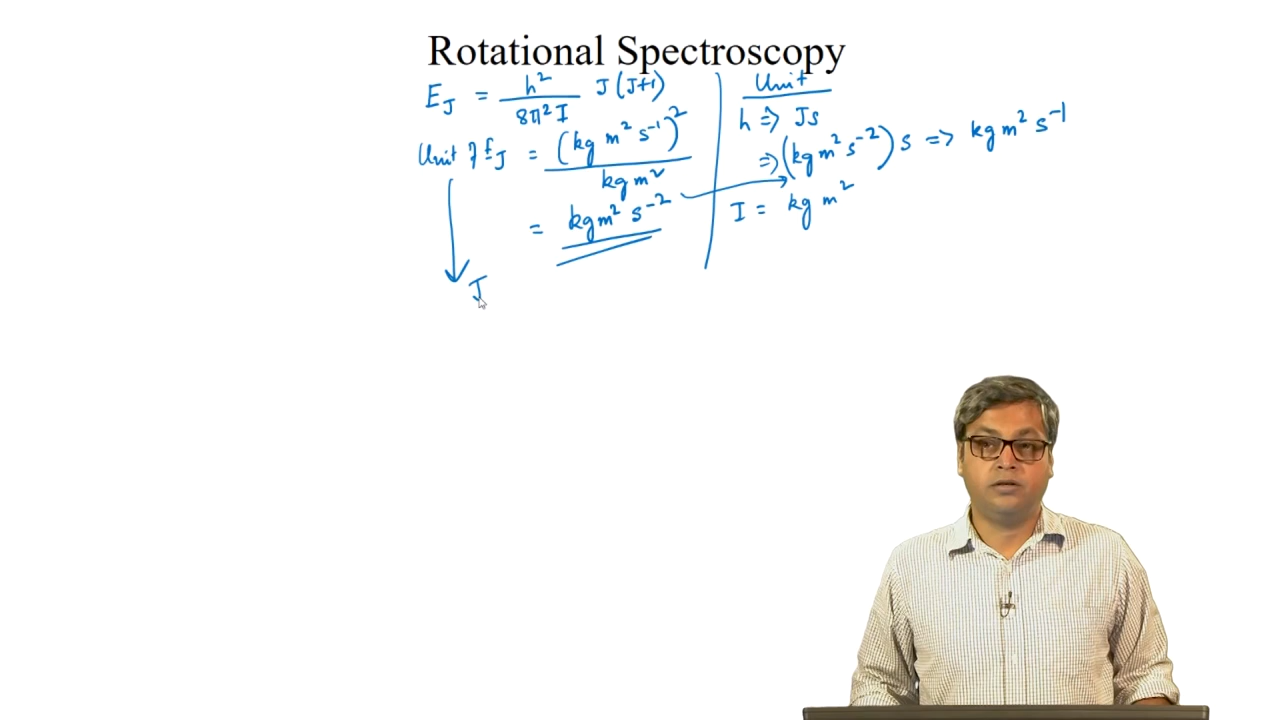 Rotational Spectroscopy
E_J = h² / 8π²I J(J+1)
Unit of E_J = (kg m² s⁻¹)² / kg m²
= kg m² s⁻²
J
Unit
h ⇒ Js
⇒ (kg m² s⁻²) s ⇒ kg m² s⁻¹
I = kg m²